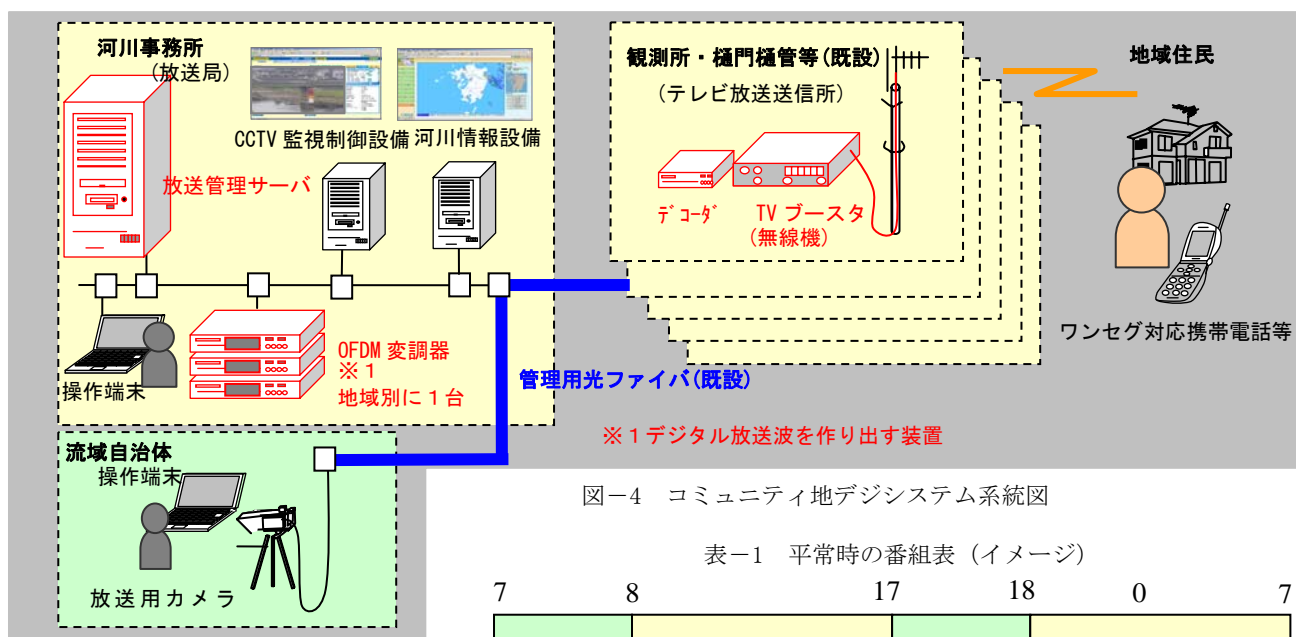 河川事務所
(放送局)
CCTV 監視制御設備
河川情報設備
放送管理サーバ
操作端末
OFDM 変調器
※１
地域別に１台
観測所・樋門樋管等(既設)
(テレビ放送送信所)
ﾃﾞｺｰﾀﾞ
TV ブースタ
(無線機)
地域住民
ワンセグ対応携帯電話等
管理用光ファイバ(既設)
※１デジタル放送波を作り出す装置
流域自治体
操作端末
放送用カメラ
図－4　コミュニティ地デジシステム系統図
表－1　平常時の番組表（イメージ）
7 8 17 18 0 7